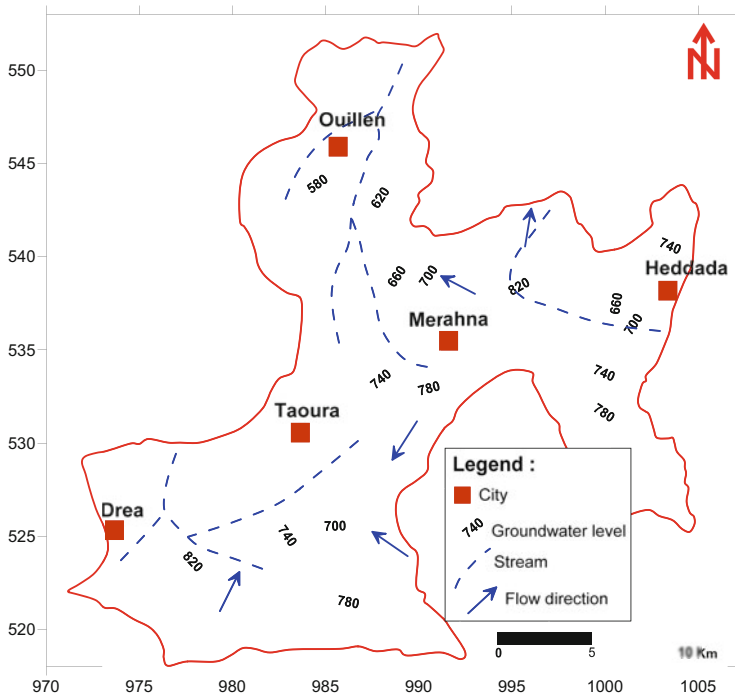 N
550
Ouillen
545
580
620
740
540
Heddada
660
700
820
660
Merahna
700
535
740
780
740
Taoura
780
530
Legend :
City
Drea
740
Groundwater level
525
700
740
820
Stream
Flow direction
780
520
0
5
10 Km
970
975
980
985
990
995
1000
1005